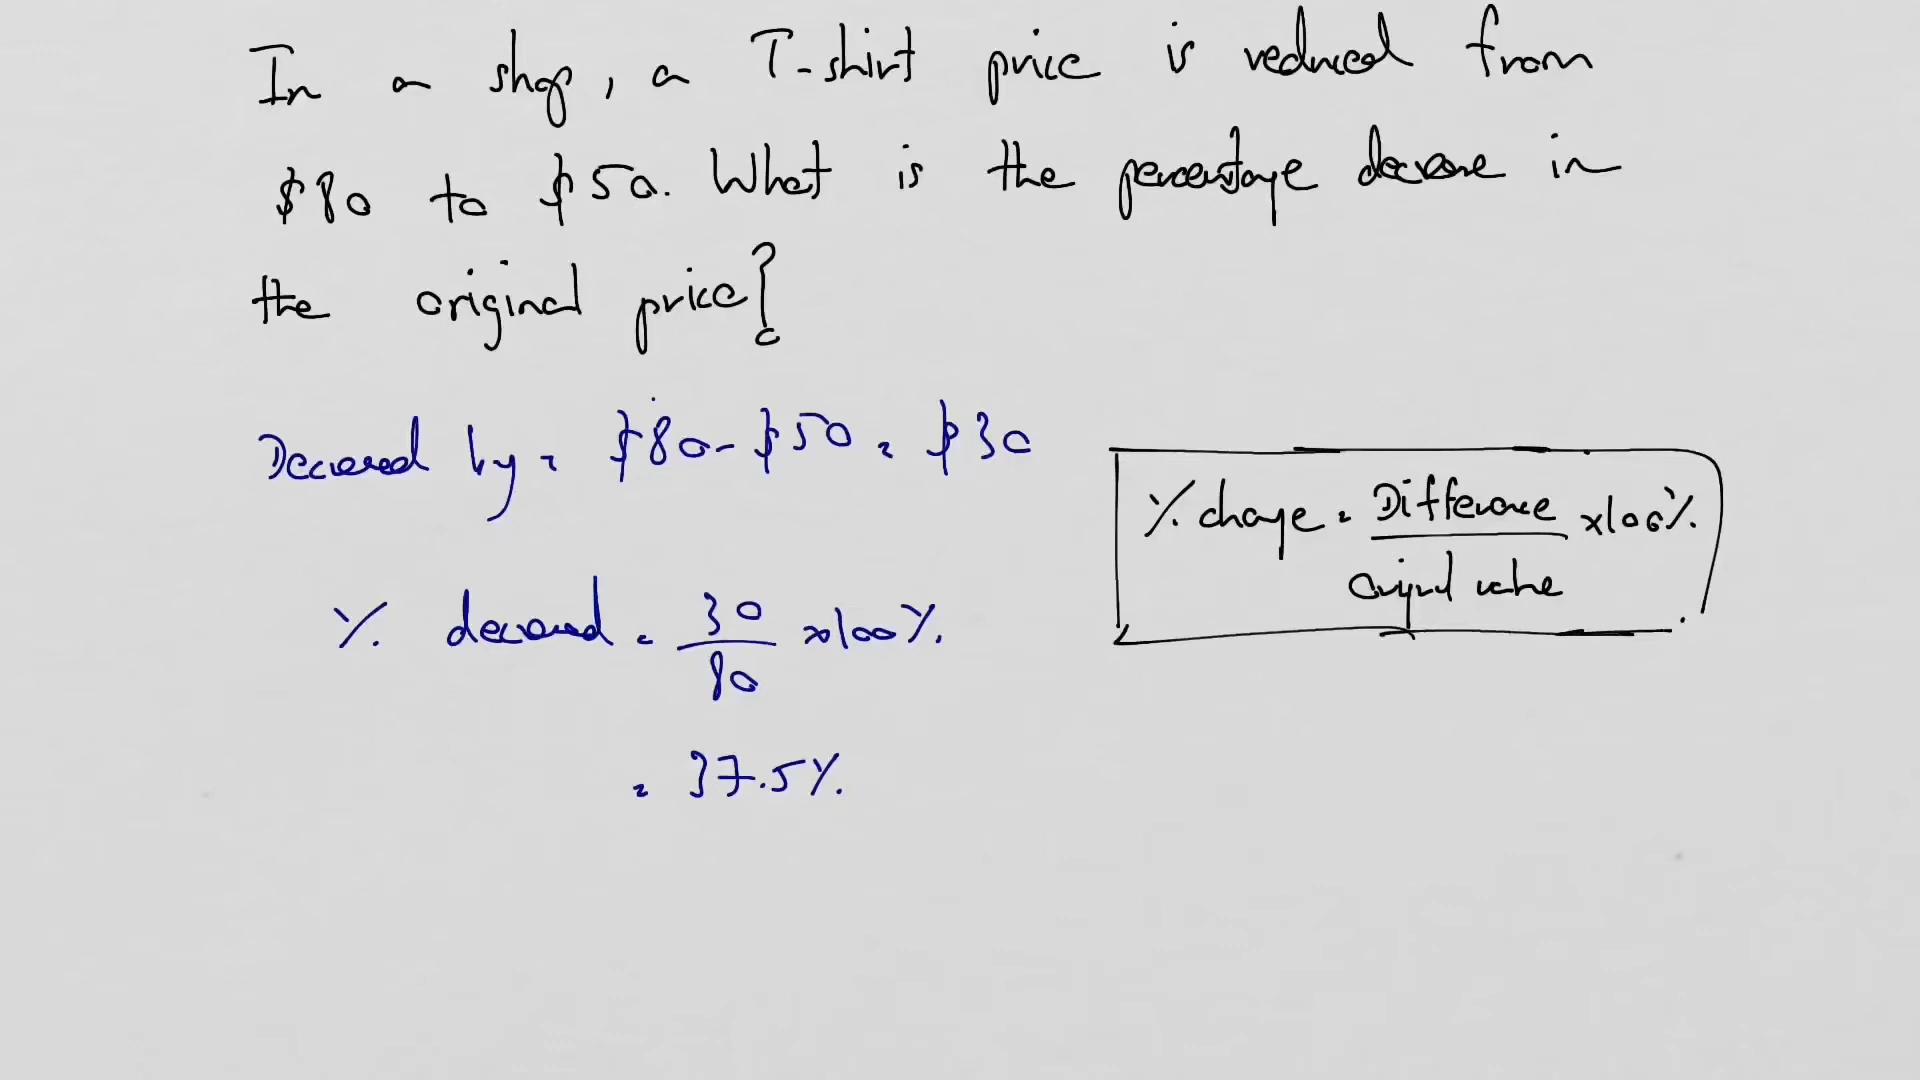 In a shop, a T-shirt price is reduced from
$80 to $50. What is the percentage decrease in
the original price?
Decreased by = $80 - $50 = $30
% change = Difference / Original value x100%
% decreased = 30/80 x100%
= 37.5%